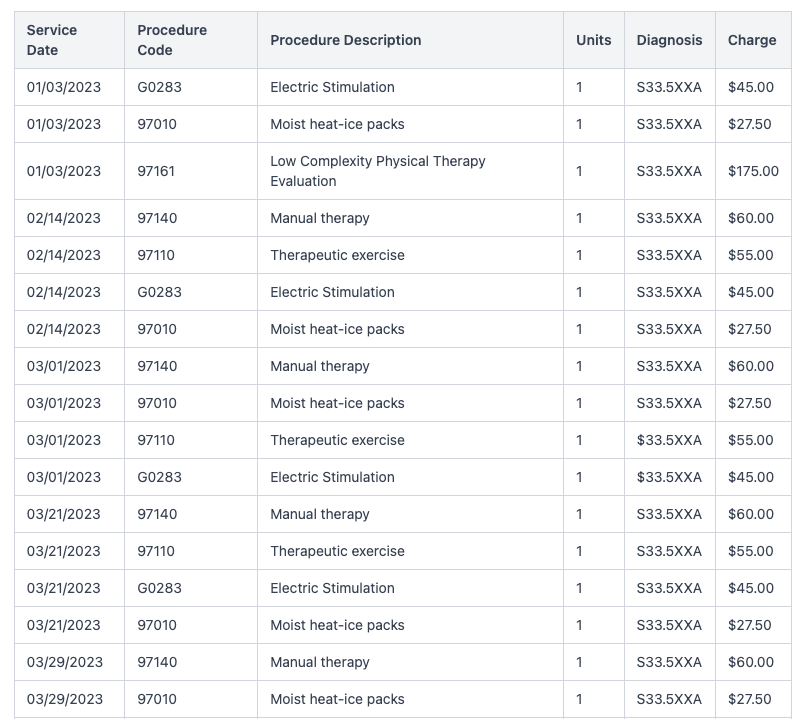 Service Date | Procedure Code | Procedure Description | Units | Diagnosis | Charge
01/03/2023 | G0283 | Electric Stimulation | 1 | S33.5XXA | $45.00
01/03/2023 | 97010 | Moist heat-ice packs | 1 | S33.5XXA | $27.50
01/03/2023 | 97161 | Low Complexity Physical Therapy Evaluation | 1 | S33.5XXA | $175.00
02/14/2023 | 97140 | Manual therapy | 1 | S33.5XXA | $60.00
02/14/2023 | 97110 | Therapeutic exercise | 1 | S33.5XXA | $55.00
02/14/2023 | G0283 | Electric Stimulation | 1 | S33.5XXA | $45.00
02/14/2023 | 97010 | Moist heat-ice packs | 1 | S33.5XXA | $27.50
03/01/2023 | 97140 | Manual therapy | 1 | S33.5XXA | $60.00
03/01/2023 | 97010 | Moist heat-ice packs | 1 | S33.5XXA | $27.50
03/01/2023 | 97110 | Therapeutic exercise | 1 | $33.5XXA | $55.00
03/01/2023 | G0283 | Electric Stimulation | 1 | $33.5XXA | $45.00
03/21/2023 | 97140 | Manual therapy | 1 | S33.5XXA | $60.00
03/21/2023 | 97110 | Therapeutic exercise | 1 | S33.5XXA | $55.00
03/21/2023 | G0283 | Electric Stimulation | 1 | S33.5XXA | $45.00
03/21/2023 | 97010 | Moist heat-ice packs | 1 | S33.5XXA | $27.50
03/29/2023 | 97140 | Manual therapy | 1 | S33.5XXA | $60.00
03/29/2023 | 97010 | Moist heat-ice packs | 1 | S33.5XXA | $27.50